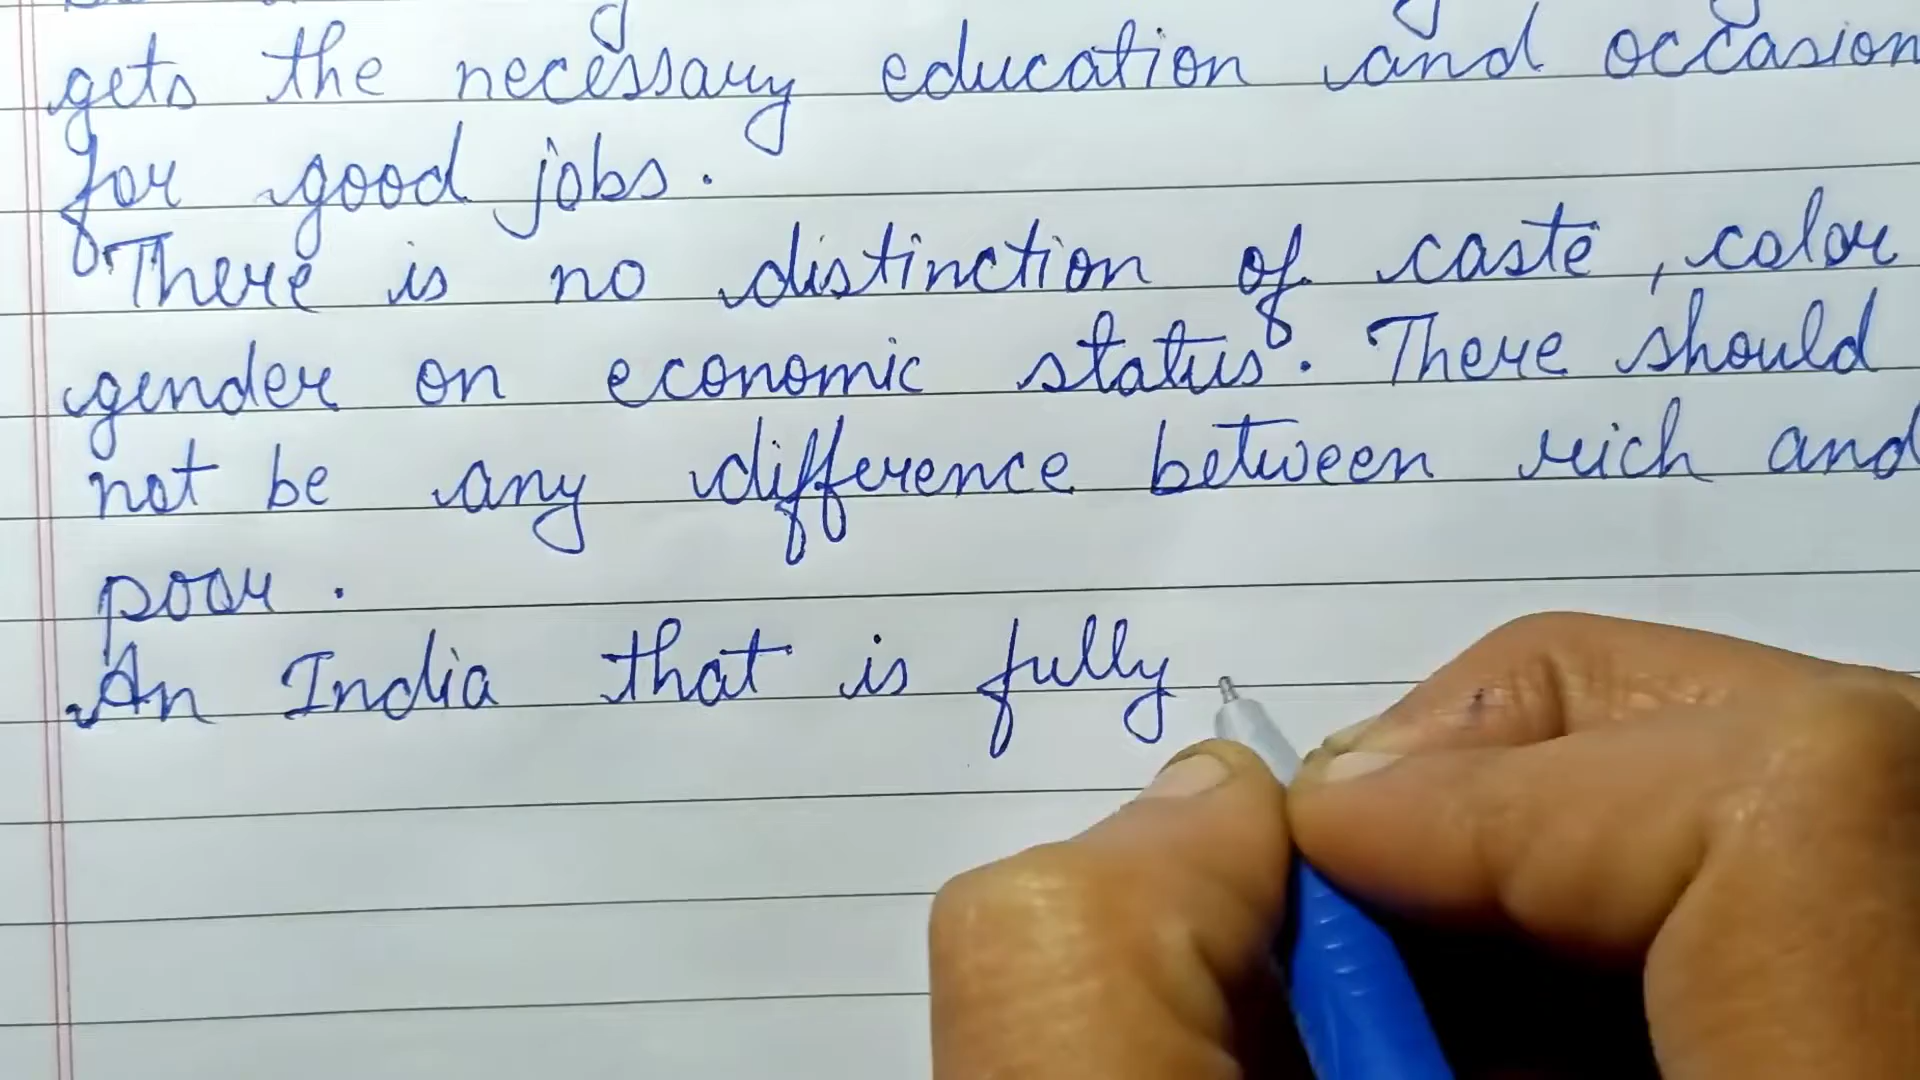 gets the necessary education and occasion
for good jobs.
There is no distinction of caste, color
gender on economic status. There should
not be any difference between rich and
poor.
An India that is fully